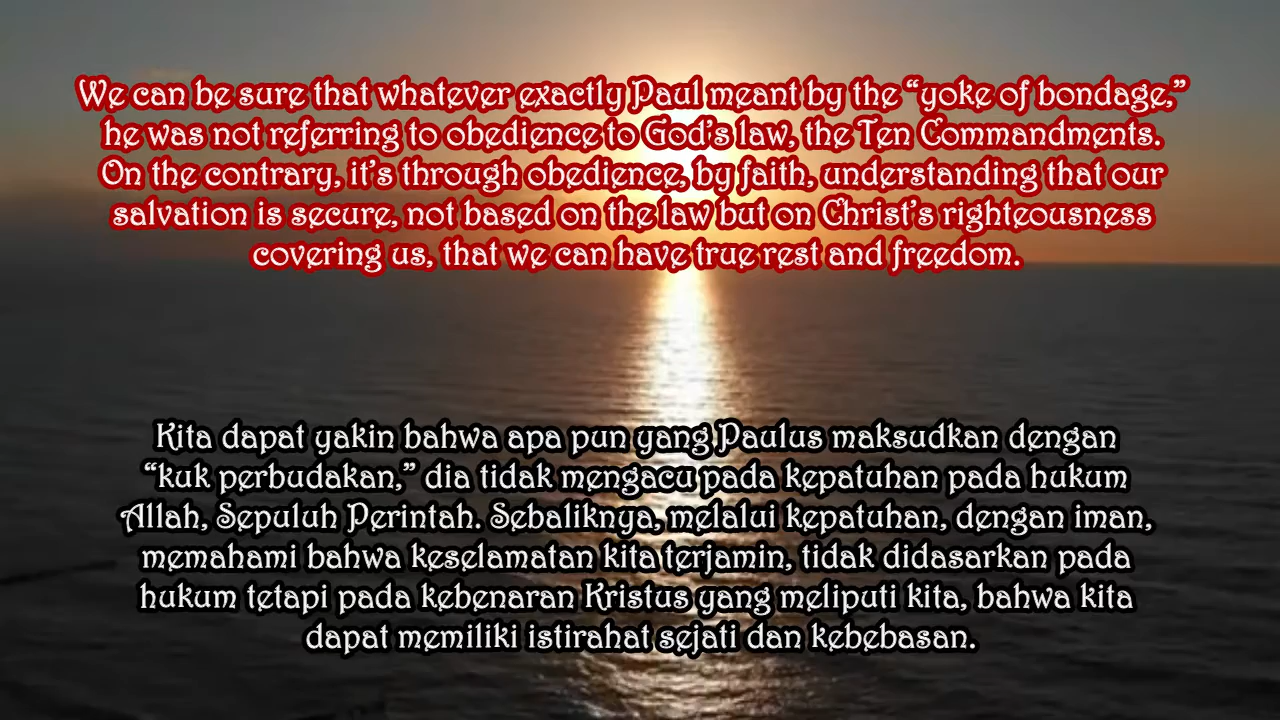 We can be sure that whatever exactly Paul meant by the “yoke of bondage,”
he was not referring to obedience to God’s law, the Ten Commandments.
On the contrary, it’s through obedience, by faith, understanding that our
salvation is secure, not based on the law but on Christ’s righteousness
covering us, that we can have true rest and freedom.
Kita dapat yakin bahwa apa pun yang Paulus maksudkan dengan
“kuk perbudakan,” dia tidak mengacu pada kepatuhan pada hukum
Allah, Sepuluh Perintah. Sebaliknya, melalui kepatuhan, dengan iman,
memahami bahwa keselamatan kita terjamin, tidak didasarkan pada
hukum tetapi pada kebenaran Kristus yang meliputi kita, bahwa kita
dapat memiliki istirahat sejati dan kebebasan.